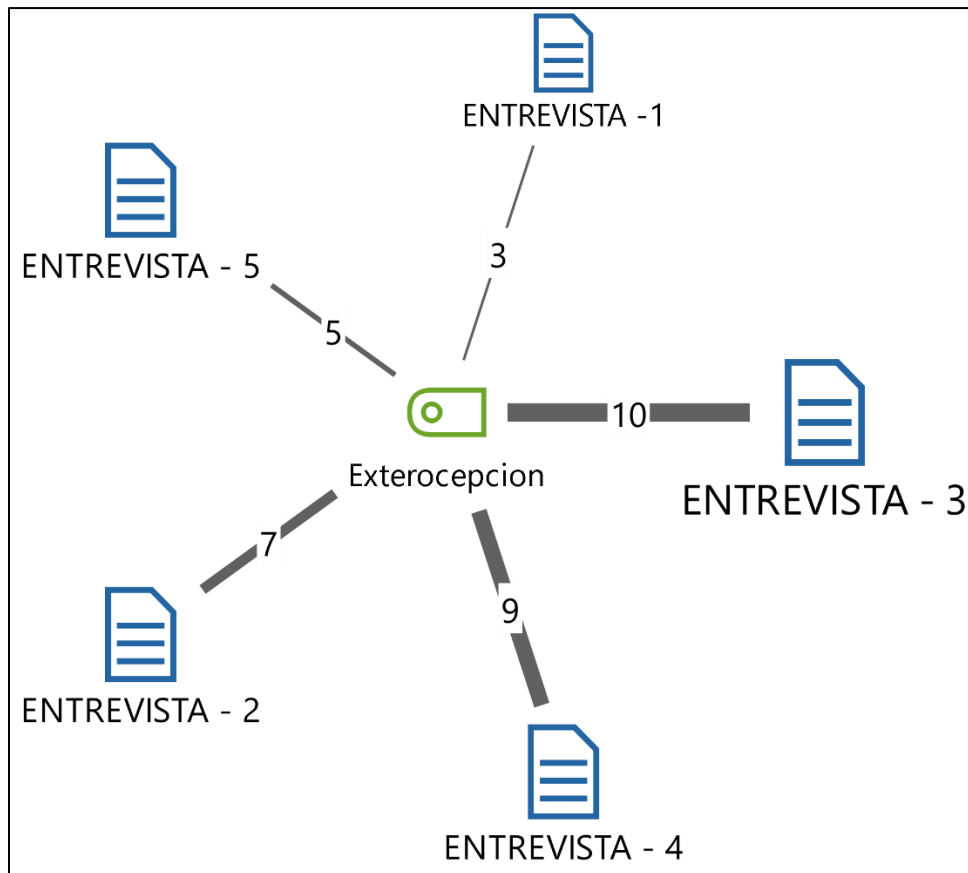 ENTREVISTA -1
ENTREVISTA - 5
3
5
10
Exterocepcion
ENTREVISTA - 3
7
9
ENTREVISTA - 2
ENTREVISTA - 4